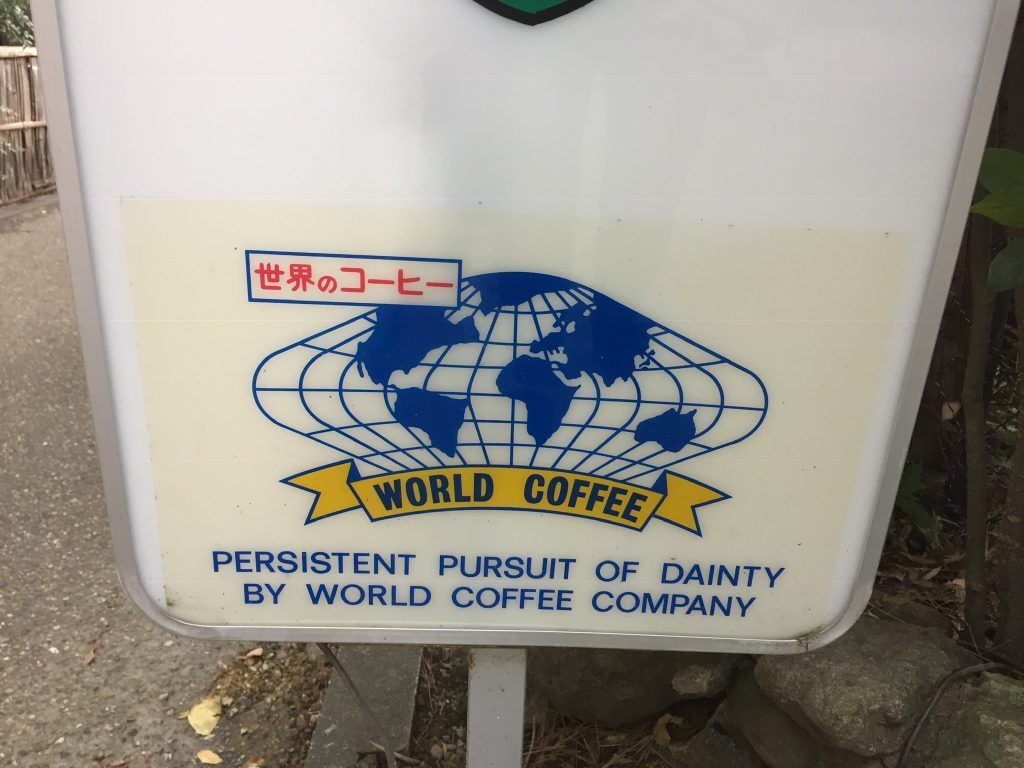 世界のコーヒー
WORLD COFFEE
PERSISTENT PURSUIT OF DAINTY
BY WORLD COFFEE COMPANY